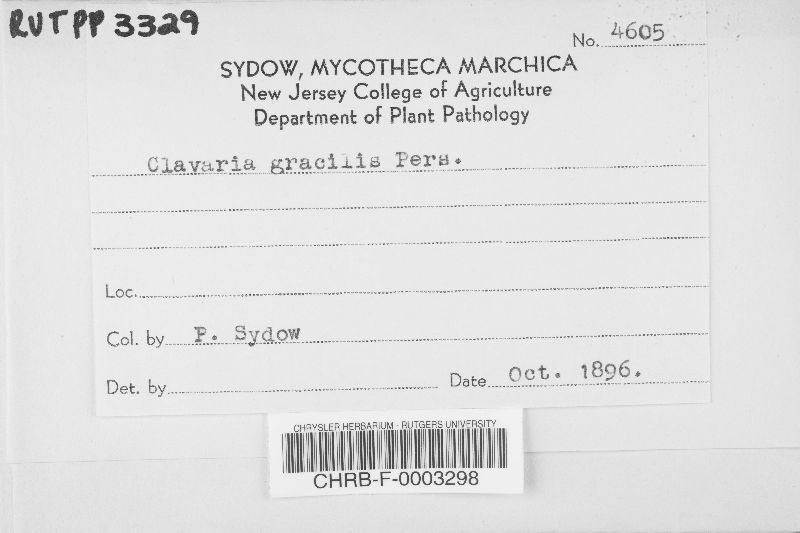 RUTPP 3329
No. 4605
SYDOW, MYCOTHECA MARCHICA
New Jersey College of Agriculture
Department of Plant Pathology
Clavaria gracilis Pers.
Loc.
Col. by P. Sydow
Det. by Date Oct. 1896.
CHRYSLER HERBARIUM - RUTGERS UNIVERSITY
CHRB-F-0003298